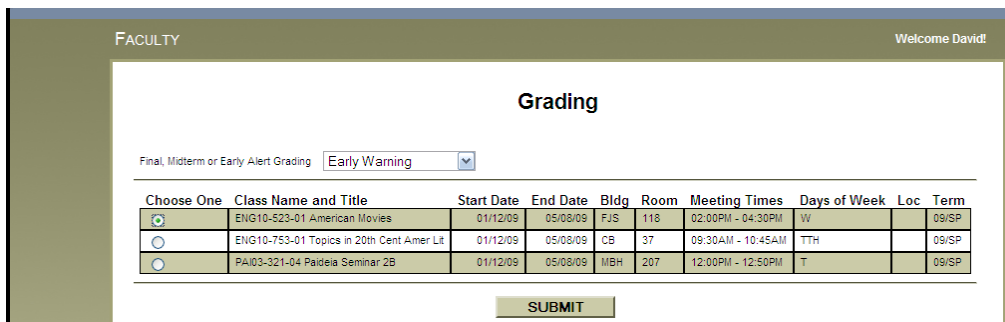 FACULTY Welcome David!
Grading
Final, Midterm or Early Alert Grading Early Warning
Choose One Class Name and Title Start Date End Date Bldg Room Meeting Times Days of Week Loc Term
ENG10-523-01 American Movies 01/12/09 05/08/09 FJS 118 02:00PM - 04:30PM W 09/SP
ENG10-753-01 Topics in 20th Cent Amer Lit 01/12/09 05/08/09 CB 37 09:30AM - 10:45AM TTH 09/SP
PAI03-321-04 Paideia Seminar 2B 01/12/09 05/08/09 MBH 207 12:00PM - 12:50PM T 09/SP
SUBMIT